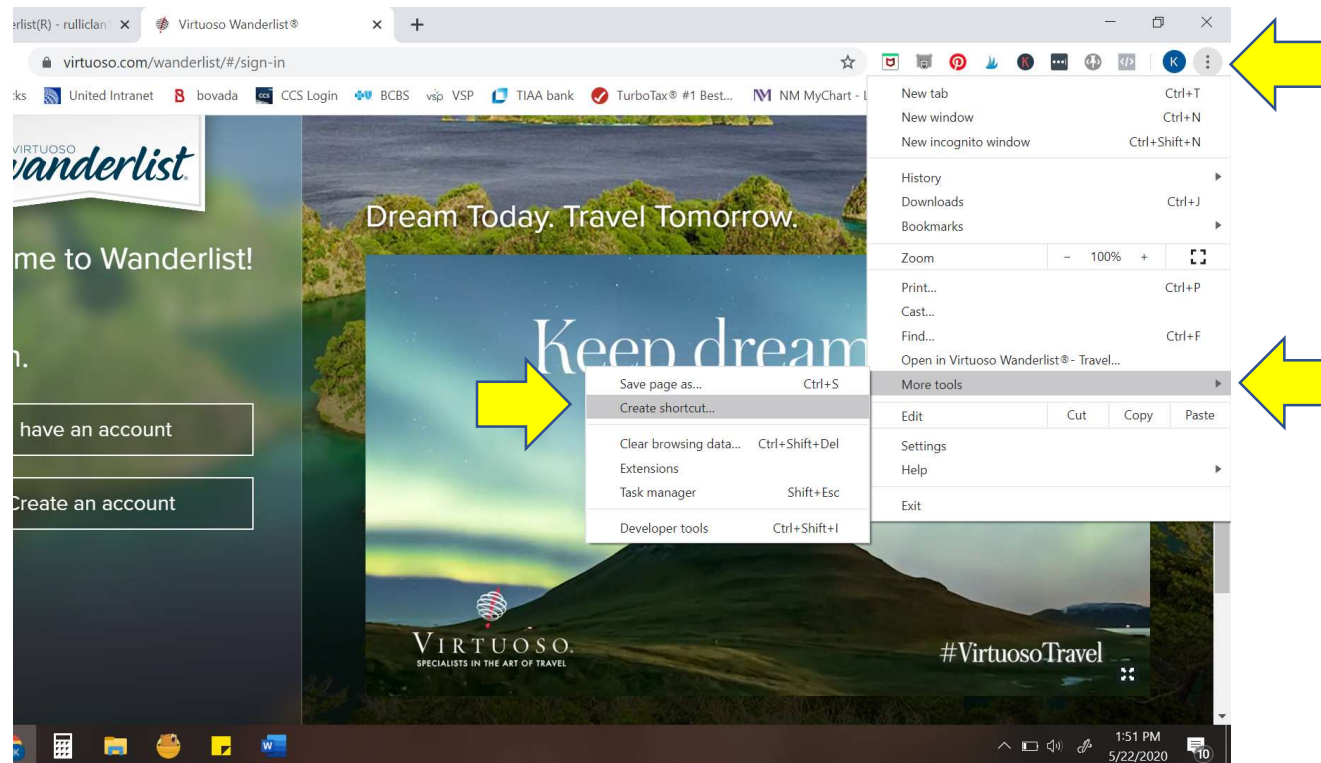 erlist(R) - rulliclan
Virtuoso Wanderlist®
virtuoso.com/wanderlist/#/sign-in
K
:ks United Intranet B bovada CCS Login BCBS vsp VSP TIAA bank TurboTax® #1 Best... NM MyChart - L
VIRTUOSO
wanderlist.
me to Wanderlist!
n.
have an account
Create an account
Dream Today. Travel Tomorrow.
Keep dream
VIRTUOSO.
SPECIALISTS IN THE ART OF TRAVEL
#VirtuosoTravel
New tab Ctrl+T
New window Ctrl+N
New incognito window Ctrl+Shift+N
History
Downloads Ctrl+J
Bookmarks
Zoom - 100% +
Print... Ctrl+P
Cast...
Find... Ctrl+F
Open in Virtuoso Wanderlist® - Travel...
More tools
Edit Cut Copy Paste
Settings
Help
Exit
Save page as... Ctrl+S
Create shortcut...
Clear browsing data... Ctrl+Shift+Del
Extensions
Task manager Shift+Esc
Developer tools Ctrl+Shift+I
1:51 PM
5/22/2020
10